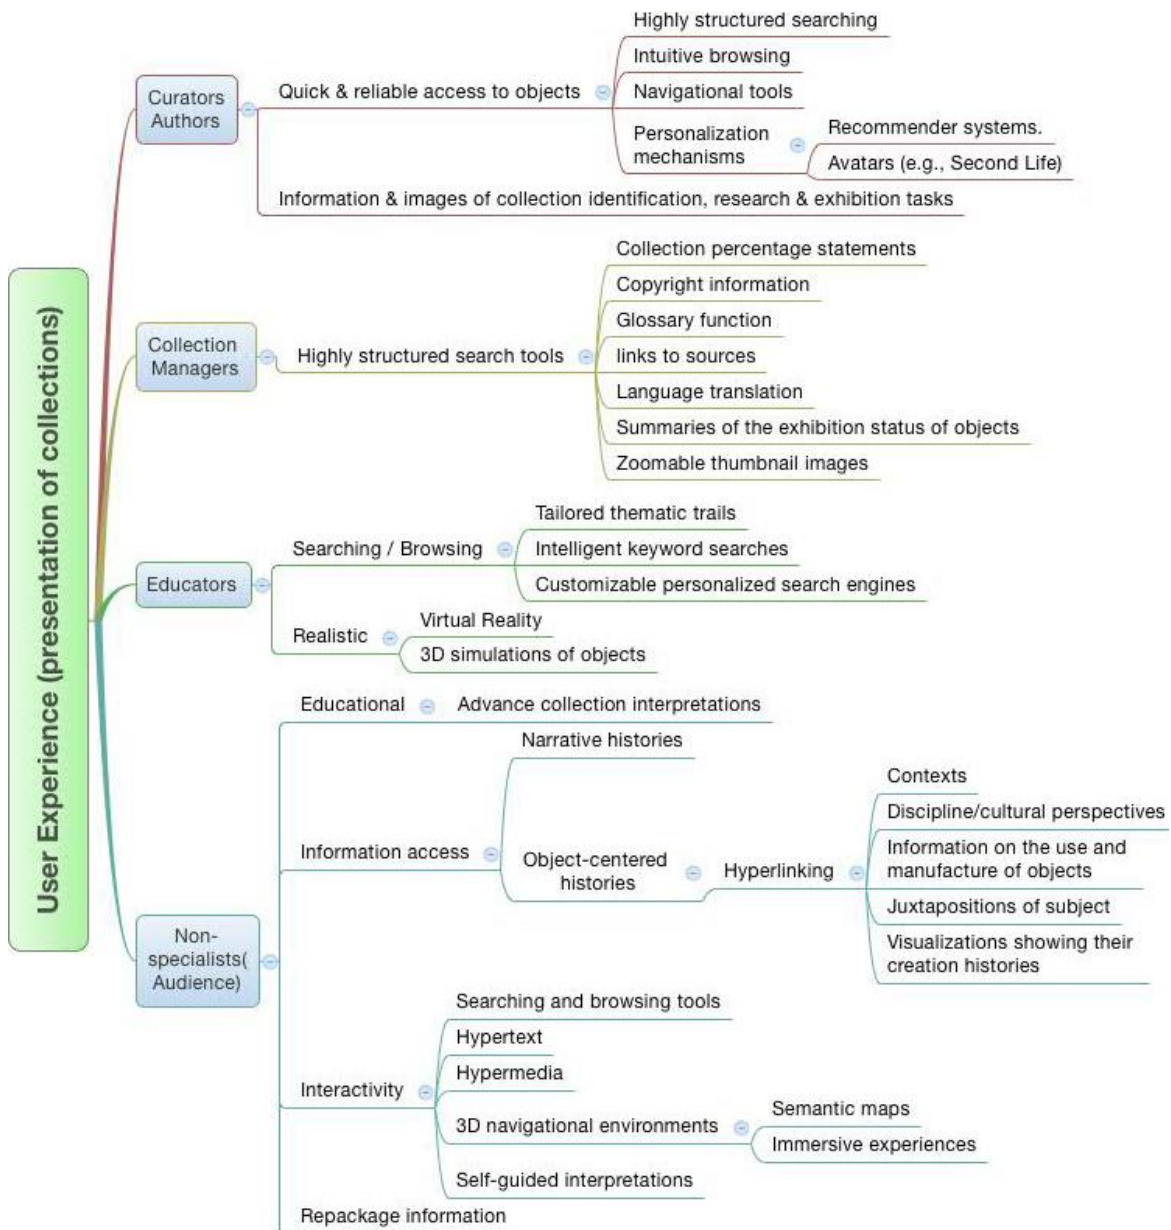 User Experience (presentation of collections)
Curators
Authors
Quick & reliable access to objects
Highly structured searching
Intuitive browsing
Navigational tools
Personalization
mechanisms
Recommender systems.
Avatars (e.g., Second Life)
Information & images of collection identification, research & exhibition tasks
Collection
Managers
Highly structured search tools
Collection percentage statements
Copyright information
Glossary function
links to sources
Language translation
Summaries of the exhibition status of objects
Zoomable thumbnail images
Educators
Searching / Browsing
Tailored thematic trails
Intelligent keyword searches
Customizable personalized search engines
Realistic
Virtual Reality
3D simulations of objects
Non-
specialists(
Audience)
Educational
Advance collection interpretations
Information access
Narrative histories
Object-centered
histories
Hyperlinking
Contexts
Discipline/cultural perspectives
Information on the use and
manufacture of objects
Juxtapositions of subject
Visualizations showing their
creation histories
Interactivity
Searching and browsing tools
Hypertext
Hypermedia
3D navigational environments
Semantic maps
Immersive experiences
Self-guided interpretations
Repackage information